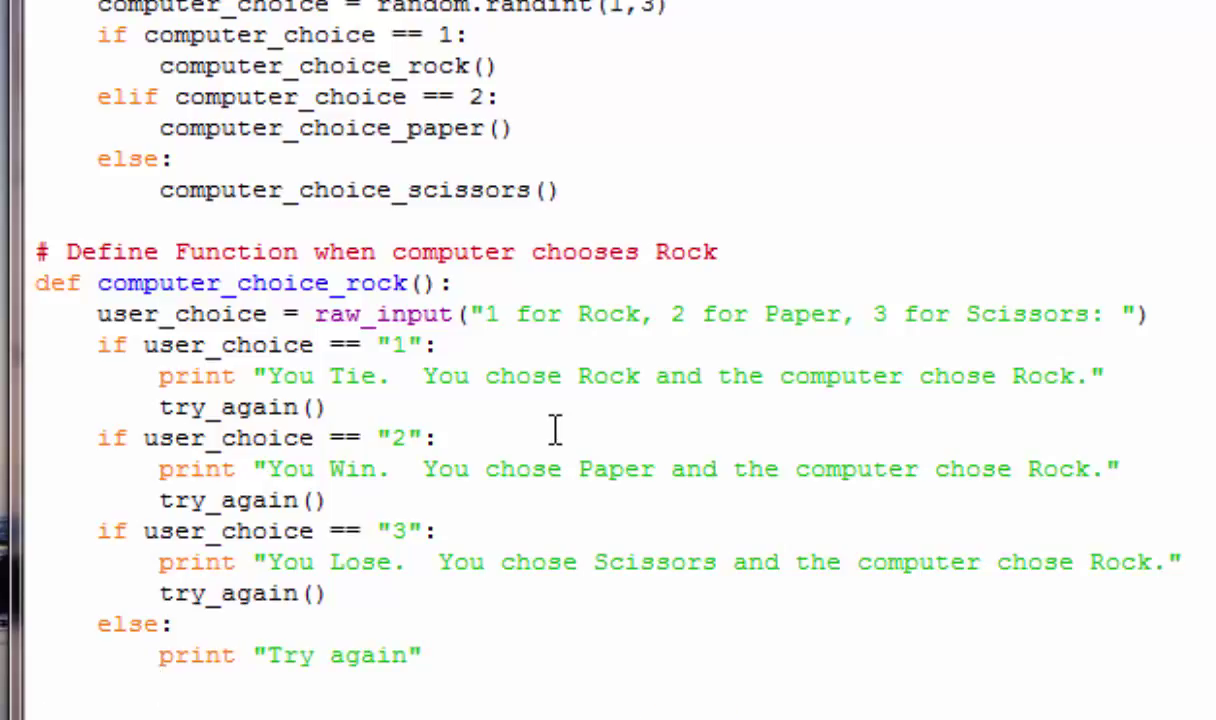 computer_choice = random.randint(1,3)
if computer_choice == 1:
computer_choice_rock()
elif computer_choice == 2:
computer_choice_paper()
else:
computer_choice_scissors()
# Define Function when computer chooses Rock
def computer_choice_rock():
user_choice = raw_input("1 for Rock, 2 for Paper, 3 for Scissors: ")
if user_choice == "1":
print "You Tie.  You chose Rock and the computer chose Rock."
try_again()
if user_choice == "2":
print "You Win.  You chose Paper and the computer chose Rock."
try_again()
if user_choice == "3":
print "You Lose.  You chose Scissors and the computer chose Rock."
try_again()
else:
print "Try again"